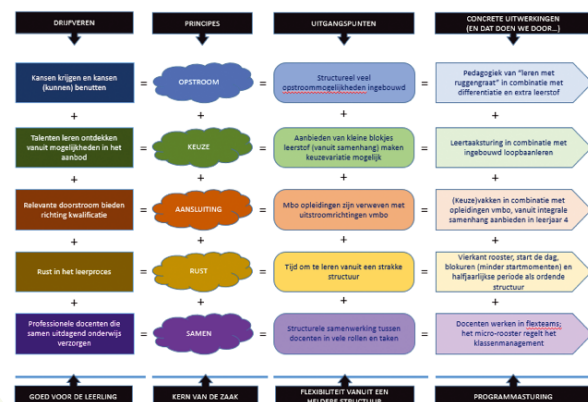 DRIJFVEREN
PRINCIPES
UITGANGSPUNTEN
CONCRETE UITWERKINGEN
(EN DAT DOEN WE DOOR…)
Kansen krijgen en kansen
(kunnen) benutten
=
OPSTROOM
=
Structureel veel
opstroommogelijkheden ingebouwd
=
Pedagogiek van "leren met
ruggengraat" in combinatie met
differentiatie en extra leerstof
+
+
+
+
Talenten leren ontdekken
vanuit mogelijkheden in het
aanbod
=
KEUZE
=
Aanbieden van kleine blokjes
leerstof (vanuit samenhang) maken
keuzevariatie mogelijk
=
Leertaaksturing in combinatie met
ingebouwd loopbaanleren
+
+
+
+
Relevante doorstroom bieden
richting kwalificatie
=
AANSLUITING
=
Mbo opleidingen zijn verweven met
uitstroomrichtingen vmbo
=
(Keuze)vakken in combinatie met
opleidingen vmbo, vanuit integrale
samenhang aanbieden in leerjaar 4
+
+
+
+
Rust in het leerproces
=
RUST
=
Tijd om te leren vanuit een strakke
structuur
=
Vierkant rooster, start de dag,
blokuren (minder startmomenten) en
halfjaarlijkse periode als ordende
structuur
+
+
+
+
Professionele docenten die
samen uitdagend onderwijs
verzorgen
=
SAMEN
=
Structurele samenwerking tussen
docenten in vele rollen en taken
=
Docenten werken in flexteams;
het micro-rooster regelt het
klassenmanagement
GOED VOOR DE LEERLING
KERN VAN DE ZAAK
FLEXIBILITEIT VANUIT EEN
HELDERE STRUCTUUR
PROGRAMMASTURING